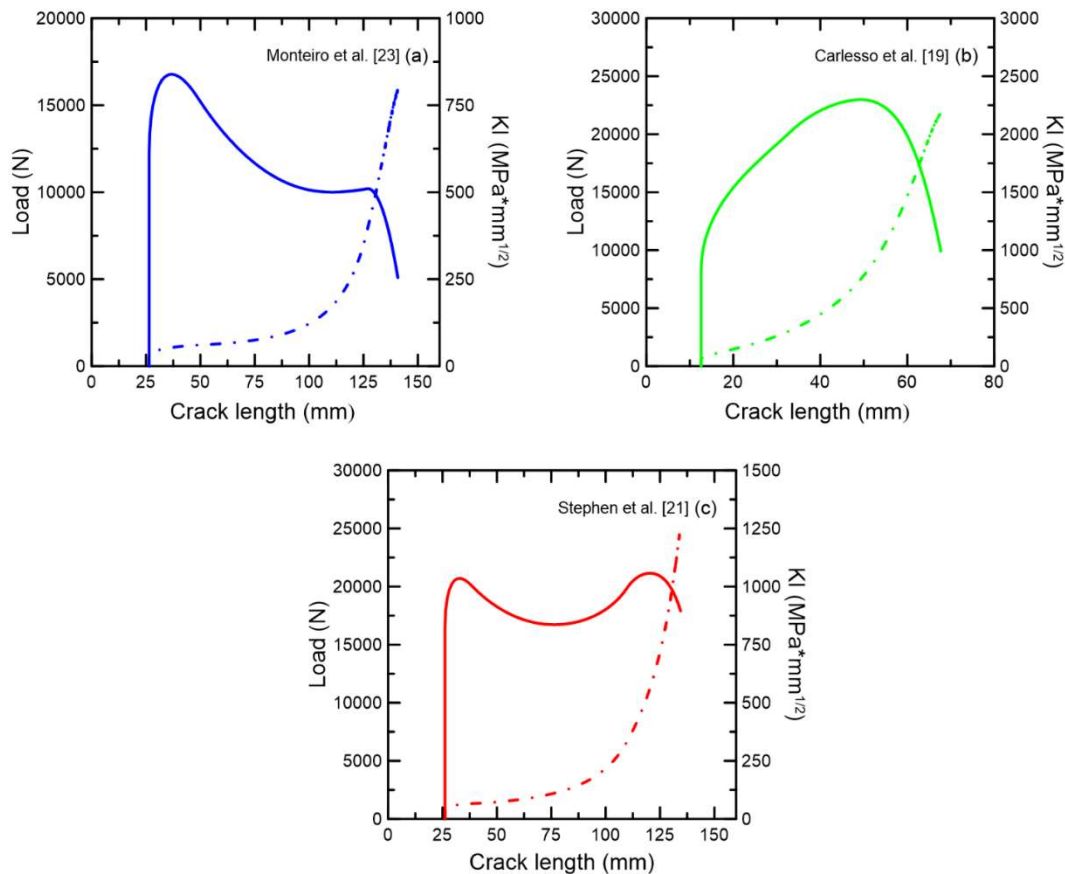 Monteiro et al. [23] (a)
20000
15000
10000
5000
0
Load (N)
1000
750
500
250
0
KI (MPa*mm1/2)
0 25 50 75 100 125 150
Crack length (mm)
Carlesso et al. [19] (b)
30000
25000
20000
15000
10000
5000
0
Load (N)
3000
2500
2000
1500
1000
500
0
KI (MPa*mm1/2)
0 20 40 60 80
Crack length (mm)
Stephen et al. [21] (c)
30000
25000
20000
15000
10000
5000
0
Load (N)
1500
1250
1000
750
500
250
0
KI (MPa*mm1/2)
0 25 50 75 100 125 150
Crack length (mm)